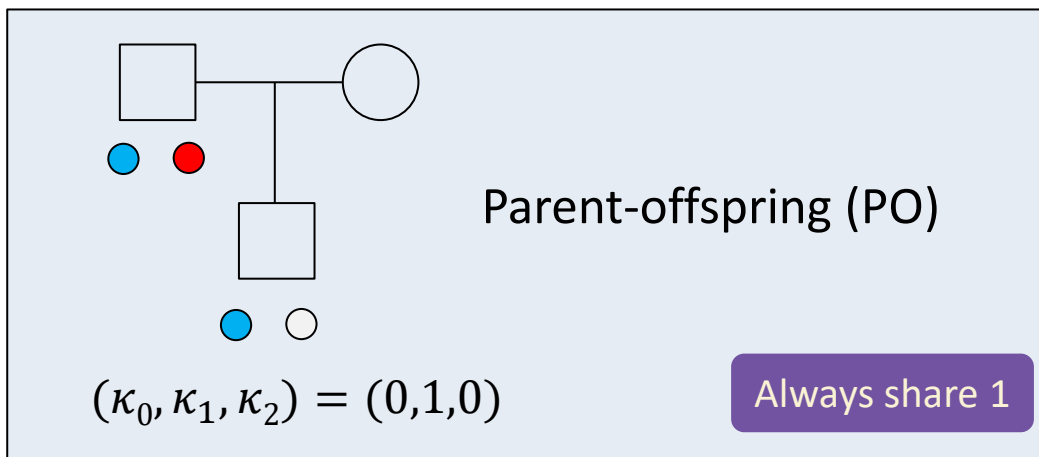 Parent-offspring (PO)
(κ₀, κ₁, κ₂) = (0,1,0)
Always share 1